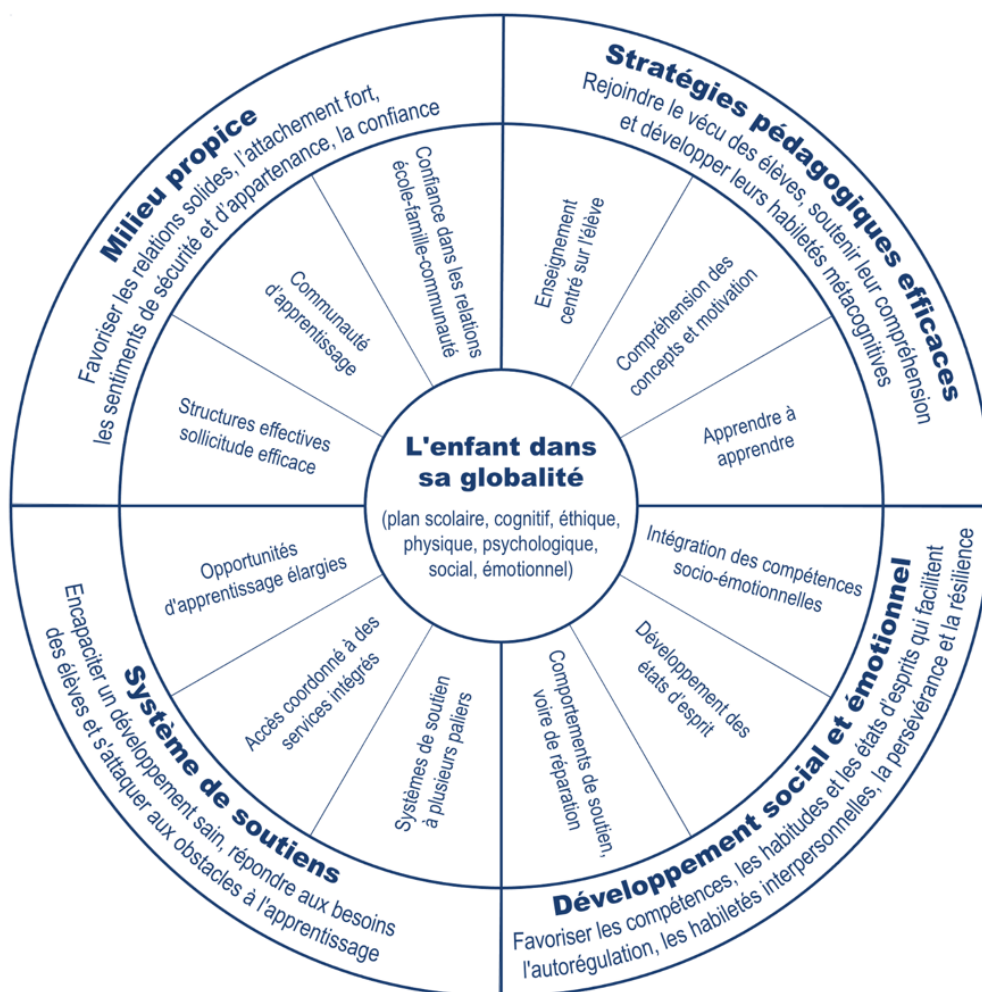 Milieu propice
Favoriser les relations solides, l'attachement fort,
les sentiments de sécurité et d'appartenance, la confiance
Structures effectives
sollicitude efficace
Communauté
d'apprentissage
Confiance dans les relations
école-famille-communauté
Stratégies pédagogiques efficaces
Rejoindre le vécu des élèves, soutenir leur compréhension
et développer leurs habiletés métacognitives
Enseignement
centré sur l'élève
Compréhension des
concepts et motivation
Apprendre à
apprendre
L'enfant dans
sa globalité
(plan scolaire, cognitif, éthique,
physique, psychologique,
social, émotionnel)
Intégration des compétences
socio-émotionnelles
Développement des
états d'esprit
Comportements de soutien,
voire de réparation
Développement social et émotionnel
Favoriser les compétences, les habitudes et les états d'esprits qui facilitent
l'autorégulation, les habiletés interpersonnelles, la persévérance et la résilience
Opportunités
d'apprentissage élargies
Accès coordonné à des
services intégrés
Systèmes de soutien
à plusieurs paliers
Système de soutiens
Encapaciter un développement sain, répondre aux besoins
des élèves et s'attaquer aux obstacles à l'apprentissage